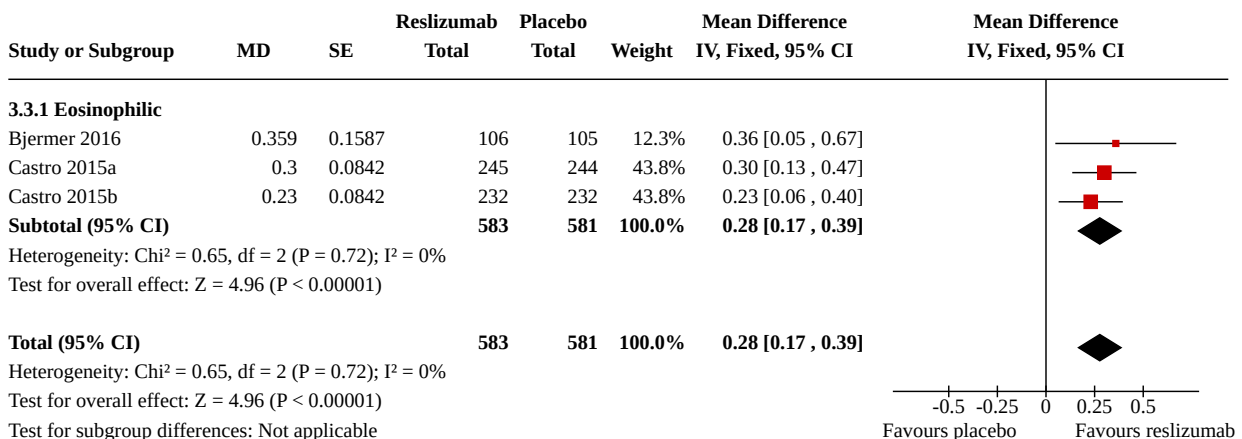 Reslizumab Placebo Mean Difference Mean Difference
Study or Subgroup MD SE Total Total Weight IV, Fixed, 95% CI IV, Fixed, 95% CI
3.3.1 Eosinophilic
Bjermer 2016 0.359 0.1587 106 105 12.3% 0.36 [0.05 , 0.67]
Castro 2015a 0.3 0.0842 245 244 43.8% 0.30 [0.13 , 0.47]
Castro 2015b 0.23 0.0842 232 232 43.8% 0.23 [0.06 , 0.40]
Subtotal (95% CI) 583 581 100.0% 0.28 [0.17 , 0.39]
Heterogeneity: Chi² = 0.65, df = 2 (P = 0.72); I² = 0%
Test for overall effect: Z = 4.96 (P < 0.00001)
Total (95% CI) 583 581 100.0% 0.28 [0.17 , 0.39]
Heterogeneity: Chi² = 0.65, df = 2 (P = 0.72); I² = 0%
Test for overall effect: Z = 4.96 (P < 0.00001) -0.5 -0.25 0 0.25 0.5
Test for subgroup differences: Not applicable Favours placebo Favours reslizumab